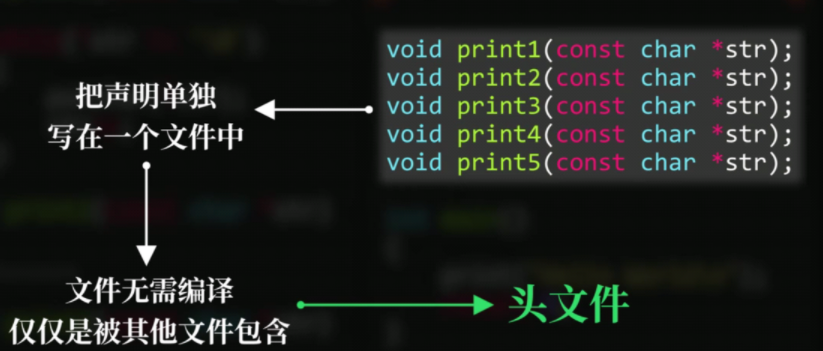 void print1(const char *str);
void print2(const char *str);
void print3(const char *str);
void print4(const char *str);
void print5(const char *str);
把声明单独
写在一个文件中
文件无需编译
仅仅是被其他文件包含
头文件